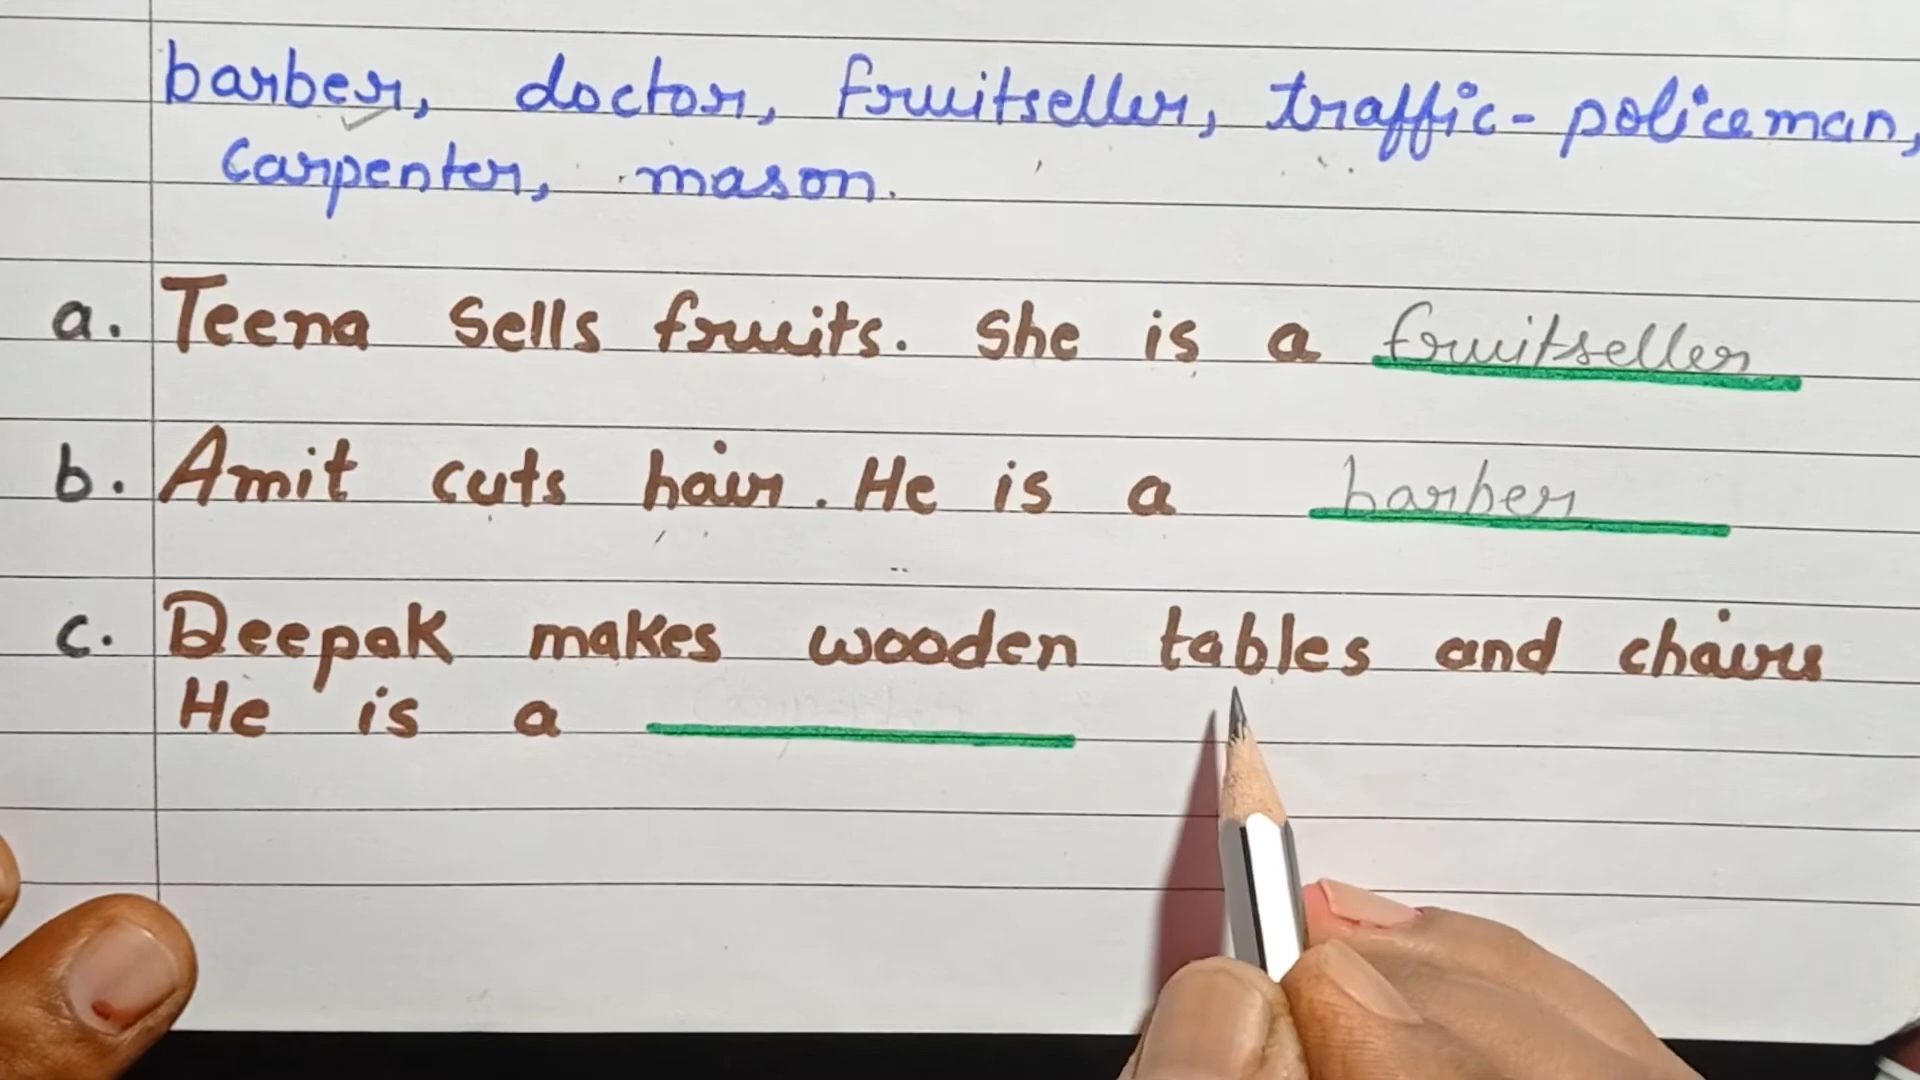 barber, doctor, fruitseller, traffic-policeman,
carpenter, mason.
a. Teena sells fruits. She is a fruitseller
b. Amit cuts hair. He is a barber
c. Deepak makes wooden tables and chairs
He is a